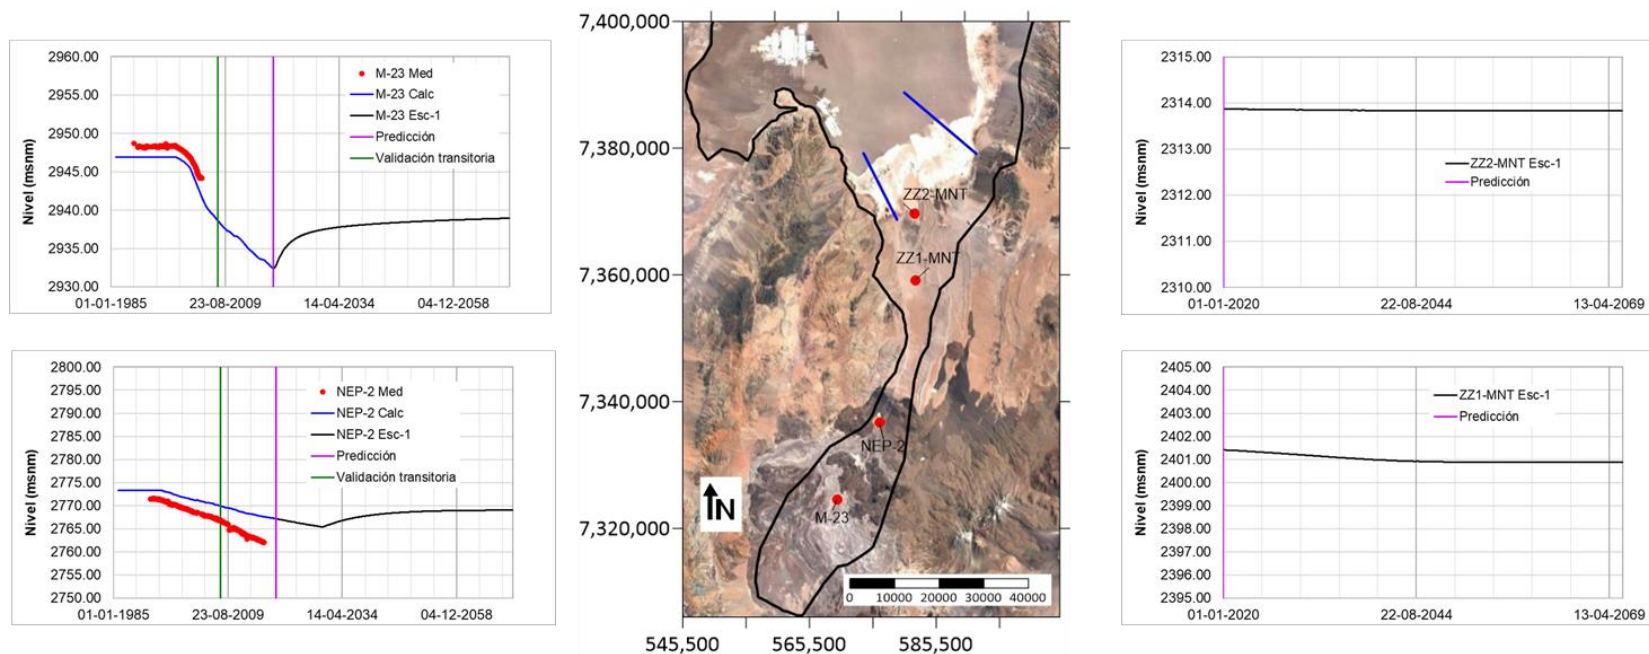 2960.00
2955.00
2950.00
2945.00
2940.00
2935.00
2930.00
Nivel (msnm)
01-01-1985
23-08-2009
14-04-2034
04-12-2058
M-23 Med
M-23 Calc
M-23 Esc-1
Predicción
Validación transitoria
2800.00
2795.00
2790.00
2785.00
2780.00
2775.00
2770.00
2765.00
2760.00
2755.00
2750.00
Nivel (msnm)
01-01-1985
23-08-2009
14-04-2034
04-12-2058
NEP-2 Med
NEP-2 Calc
NEP-2 Esc-1
Predicción
Validación transitoria
7,400,000
7,380,000
7,360,000
7,340,000
7,320,000
545,500
565,500
585,500
ZZ2-MNT
ZZ1-MNT
NEP-2
M-23
N
0
10000
20000
30000
40000
2315.00
2314.00
2313.00
2312.00
2311.00
2310.00
Nivel (msnm)
01-01-2020
22-08-2044
13-04-2069
ZZ2-MNT Esc-1
Predicción
2405.00
2404.00
2403.00
2402.00
2401.00
2400.00
2399.00
2398.00
2397.00
2396.00
2395.00
Nivel (msnm)
01-01-2020
22-08-2044
13-04-2069
ZZ1-MNT Esc-1
Predicción